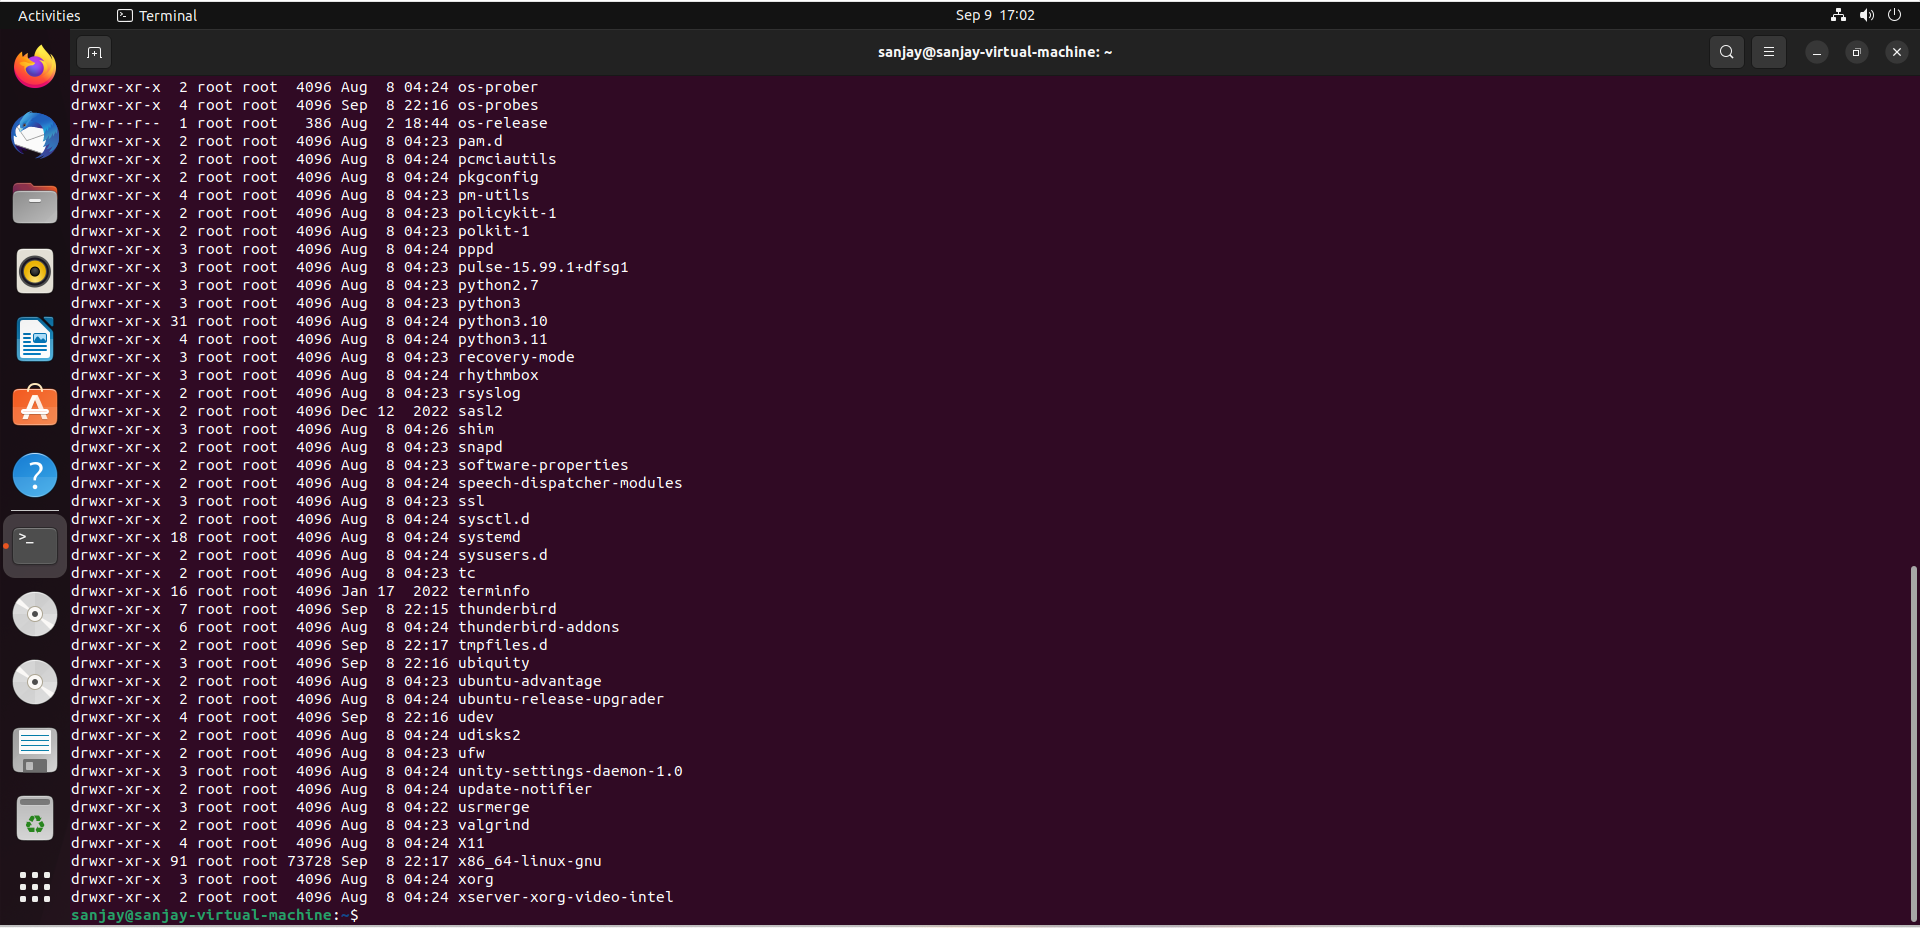 Activities Terminal Sep 9 17:02
sanjay@sanjay-virtual-machine: ~
drwxr-xr-x  2 root root  4096 Aug  8 04:24 os-prober
drwxr-xr-x  4 root root  4096 Sep  8 22:16 os-probes
-rw-r--r--  1 root root   386 Aug  2 18:44 os-release
drwxr-xr-x  2 root root  4096 Aug  8 04:23 pam.d
drwxr-xr-x  2 root root  4096 Aug  8 04:24 pcmciautils
drwxr-xr-x  2 root root  4096 Aug  8 04:24 pkgconfig
drwxr-xr-x  4 root root  4096 Aug  8 04:23 pm-utils
drwxr-xr-x  2 root root  4096 Aug  8 04:23 policykit-1
drwxr-xr-x  2 root root  4096 Aug  8 04:23 polkit-1
drwxr-xr-x  3 root root  4096 Aug  8 04:24 pppd
drwxr-xr-x  3 root root  4096 Aug  8 04:23 pulse-15.99.1+dfsg1
drwxr-xr-x  3 root root  4096 Aug  8 04:23 python2.7
drwxr-xr-x  3 root root  4096 Aug  8 04:23 python3
drwxr-xr-x 31 root root  4096 Aug  8 04:24 python3.10
drwxr-xr-x  4 root root  4096 Aug  8 04:24 python3.11
drwxr-xr-x  3 root root  4096 Aug  8 04:23 recovery-mode
drwxr-xr-x  3 root root  4096 Aug  8 04:24 rhythmbox
drwxr-xr-x  2 root root  4096 Aug  8 04:23 rsyslog
drwxr-xr-x  2 root root  4096 Dec 12  2022 sasl2
drwxr-xr-x  3 root root  4096 Aug  8 04:26 shim
drwxr-xr-x  2 root root  4096 Aug  8 04:23 snapd
drwxr-xr-x  2 root root  4096 Aug  8 04:23 software-properties
drwxr-xr-x  2 root root  4096 Aug  8 04:24 speech-dispatcher-modules
drwxr-xr-x  3 root root  4096 Aug  8 04:23 ssl
drwxr-xr-x  2 root root  4096 Aug  8 04:24 sysctl.d
drwxr-xr-x 18 root root  4096 Aug  8 04:24 systemd
drwxr-xr-x  2 root root  4096 Aug  8 04:24 sysusers.d
drwxr-xr-x  2 root root  4096 Aug  8 04:23 tc
drwxr-xr-x 16 root root  4096 Jan 17  2022 terminfo
drwxr-xr-x  7 root root  4096 Sep  8 22:15 thunderbird
drwxr-xr-x  6 root root  4096 Aug  8 04:24 thunderbird-addons
drwxr-xr-x  2 root root  4096 Sep  8 22:17 tmpfiles.d
drwxr-xr-x  3 root root  4096 Sep  8 22:16 ubiquity
drwxr-xr-x  2 root root  4096 Aug  8 04:23 ubuntu-advantage
drwxr-xr-x  2 root root  4096 Aug  8 04:24 ubuntu-release-upgrader
drwxr-xr-x  4 root root  4096 Sep  8 22:16 udev
drwxr-xr-x  2 root root  4096 Aug  8 04:24 udisks2
drwxr-xr-x  2 root root  4096 Aug  8 04:23 ufw
drwxr-xr-x  3 root root  4096 Aug  8 04:24 unity-settings-daemon-1.0
drwxr-xr-x  2 root root  4096 Aug  8 04:24 update-notifier
drwxr-xr-x  3 root root  4096 Aug  8 04:22 usrmerge
drwxr-xr-x  2 root root  4096 Aug  8 04:23 valgrind
drwxr-xr-x  4 root root  4096 Aug  8 04:24 X11
drwxr-xr-x 91 root root 73728 Sep  8 22:17 x86_64-linux-gnu
drwxr-xr-x  3 root root  4096 Aug  8 04:24 xorg
drwxr-xr-x  2 root root  4096 Aug  8 04:24 xserver-xorg-video-intel
sanjay@sanjay-virtual-machine:~$